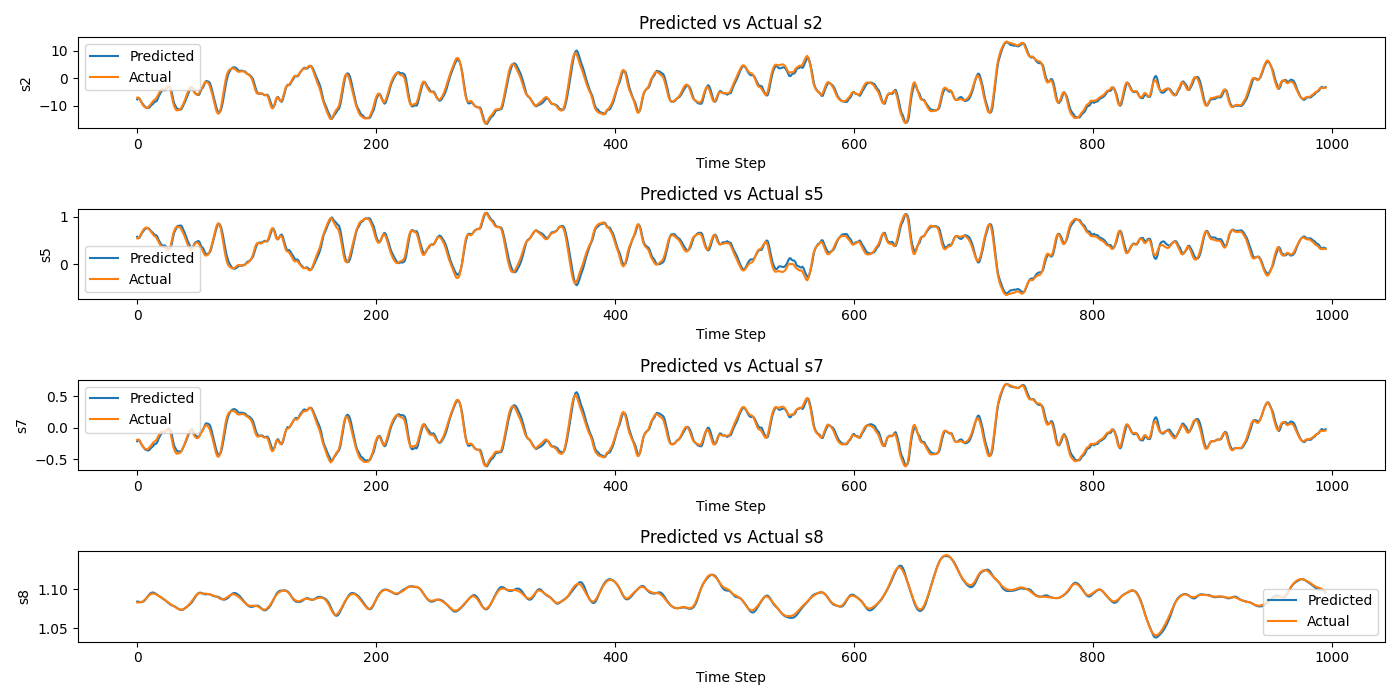 Predicted vs Actual s2
10
0
−10
s2
Predicted
Actual
0 200 400 600 800 1000
Time Step
Predicted vs Actual s5
1
0
s5
Predicted
Actual
0 200 400 600 800 1000
Time Step
Predicted vs Actual s7
0.5
0.0
−0.5
s7
Predicted
Actual
0 200 400 600 800 1000
Time Step
Predicted vs Actual s8
1.10
1.05
s8
Predicted
Actual
0 200 400 600 800 1000
Time Step